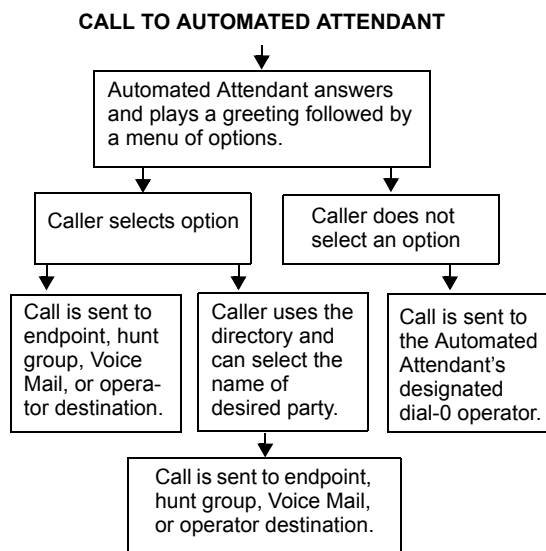 CALL TO AUTOMATED ATTENDANT
Automated Attendant answers
and plays a greeting followed by
a menu of options.
Caller selects option
Caller does not
select an option
Call is sent to
endpoint, hunt
group, Voice
Mail, or opera-
tor destination.
Caller uses the
directory and
can select the
name of
desired party.
Call is sent to
the Automated
Attendant’s
designated
dial-0 operator.
Call is sent to endpoint,
hunt group, Voice Mail,
or operator destination.